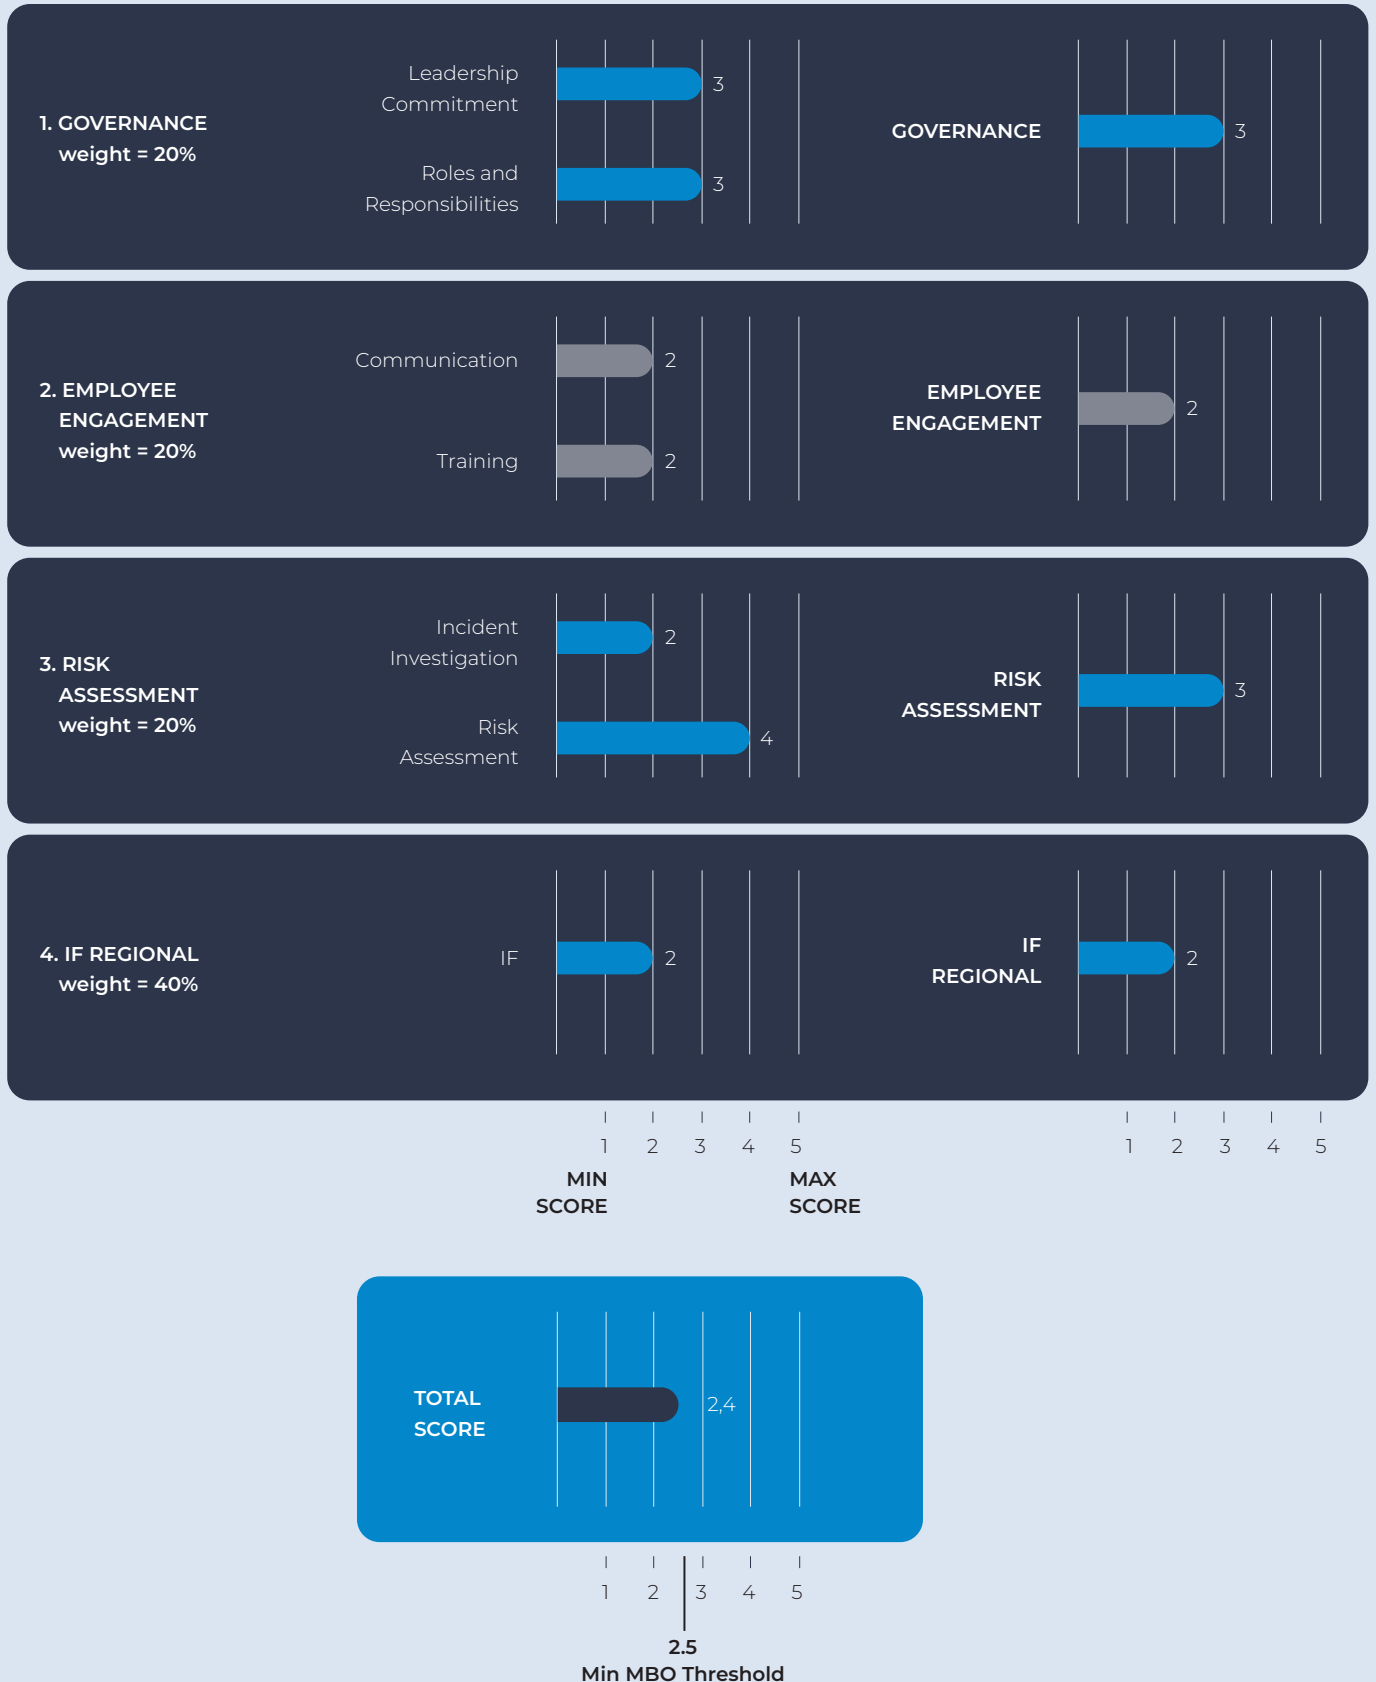 1. GOVERNANCE
weight = 20%
Leadership
Commitment
3
Roles and
Responsibilities
3
GOVERNANCE
3
2. EMPLOYEE
ENGAGEMENT
weight = 20%
Communication
2
Training
2
EMPLOYEE
ENGAGEMENT
2
3. RISK
ASSESSMENT
weight = 20%
Incident
Investigation
2
Risk
Assessment
4
RISK
ASSESSMENT
3
4. IF REGIONAL
weight = 40%
IF
2
IF
REGIONAL
2
1 2 3 4 5
MIN
SCORE
MAX
SCORE
1 2 3 4 5
TOTAL
SCORE
2,4
1 2 3 4 5
2.5
Min MBO Threshold